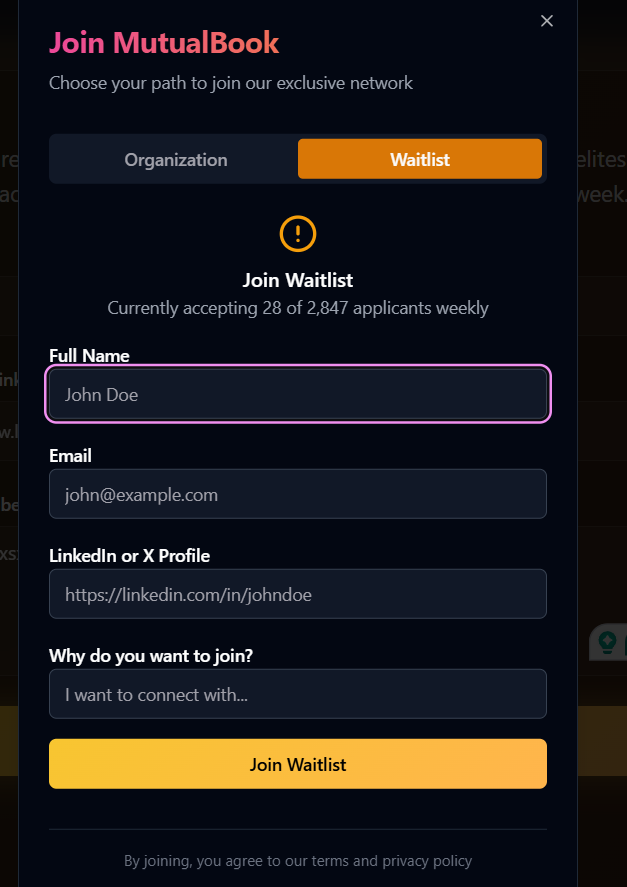 Join MutualBook
Choose your path to join our exclusive network
Organization
Waitlist
Join Waitlist
Currently accepting 28 of 2,847 applicants weekly
Full Name
John Doe
Email
john@example.com
LinkedIn or X Profile
https://linkedin.com/in/johndoe
Why do you want to join?
I want to connect with...
Join Waitlist
By joining, you agree to our terms and privacy policy
elites
week.